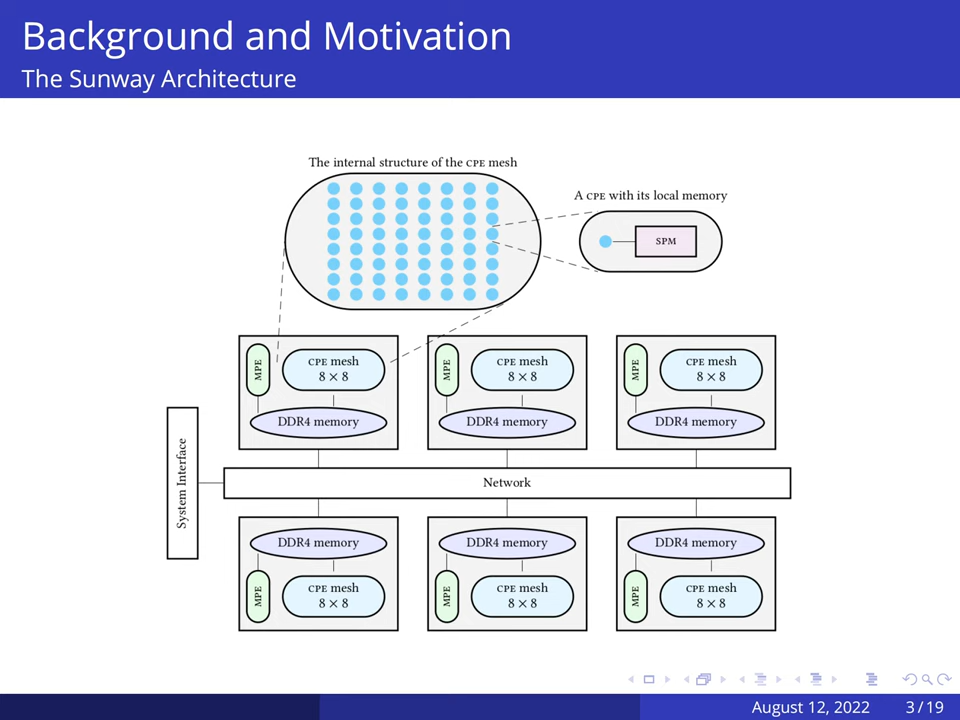 Background and Motivation
The Sunway Architecture
The internal structure of the CPE mesh
A CPE with its local memory
SPM
MPE
CPE mesh
8 × 8
DDR4 memory
MPE
CPE mesh
8 × 8
DDR4 memory
MPE
CPE mesh
8 × 8
DDR4 memory
System Interface
Network
DDR4 memory
MPE
CPE mesh
8 × 8
DDR4 memory
MPE
CPE mesh
8 × 8
DDR4 memory
MPE
CPE mesh
8 × 8
August 12, 2022
3 / 19